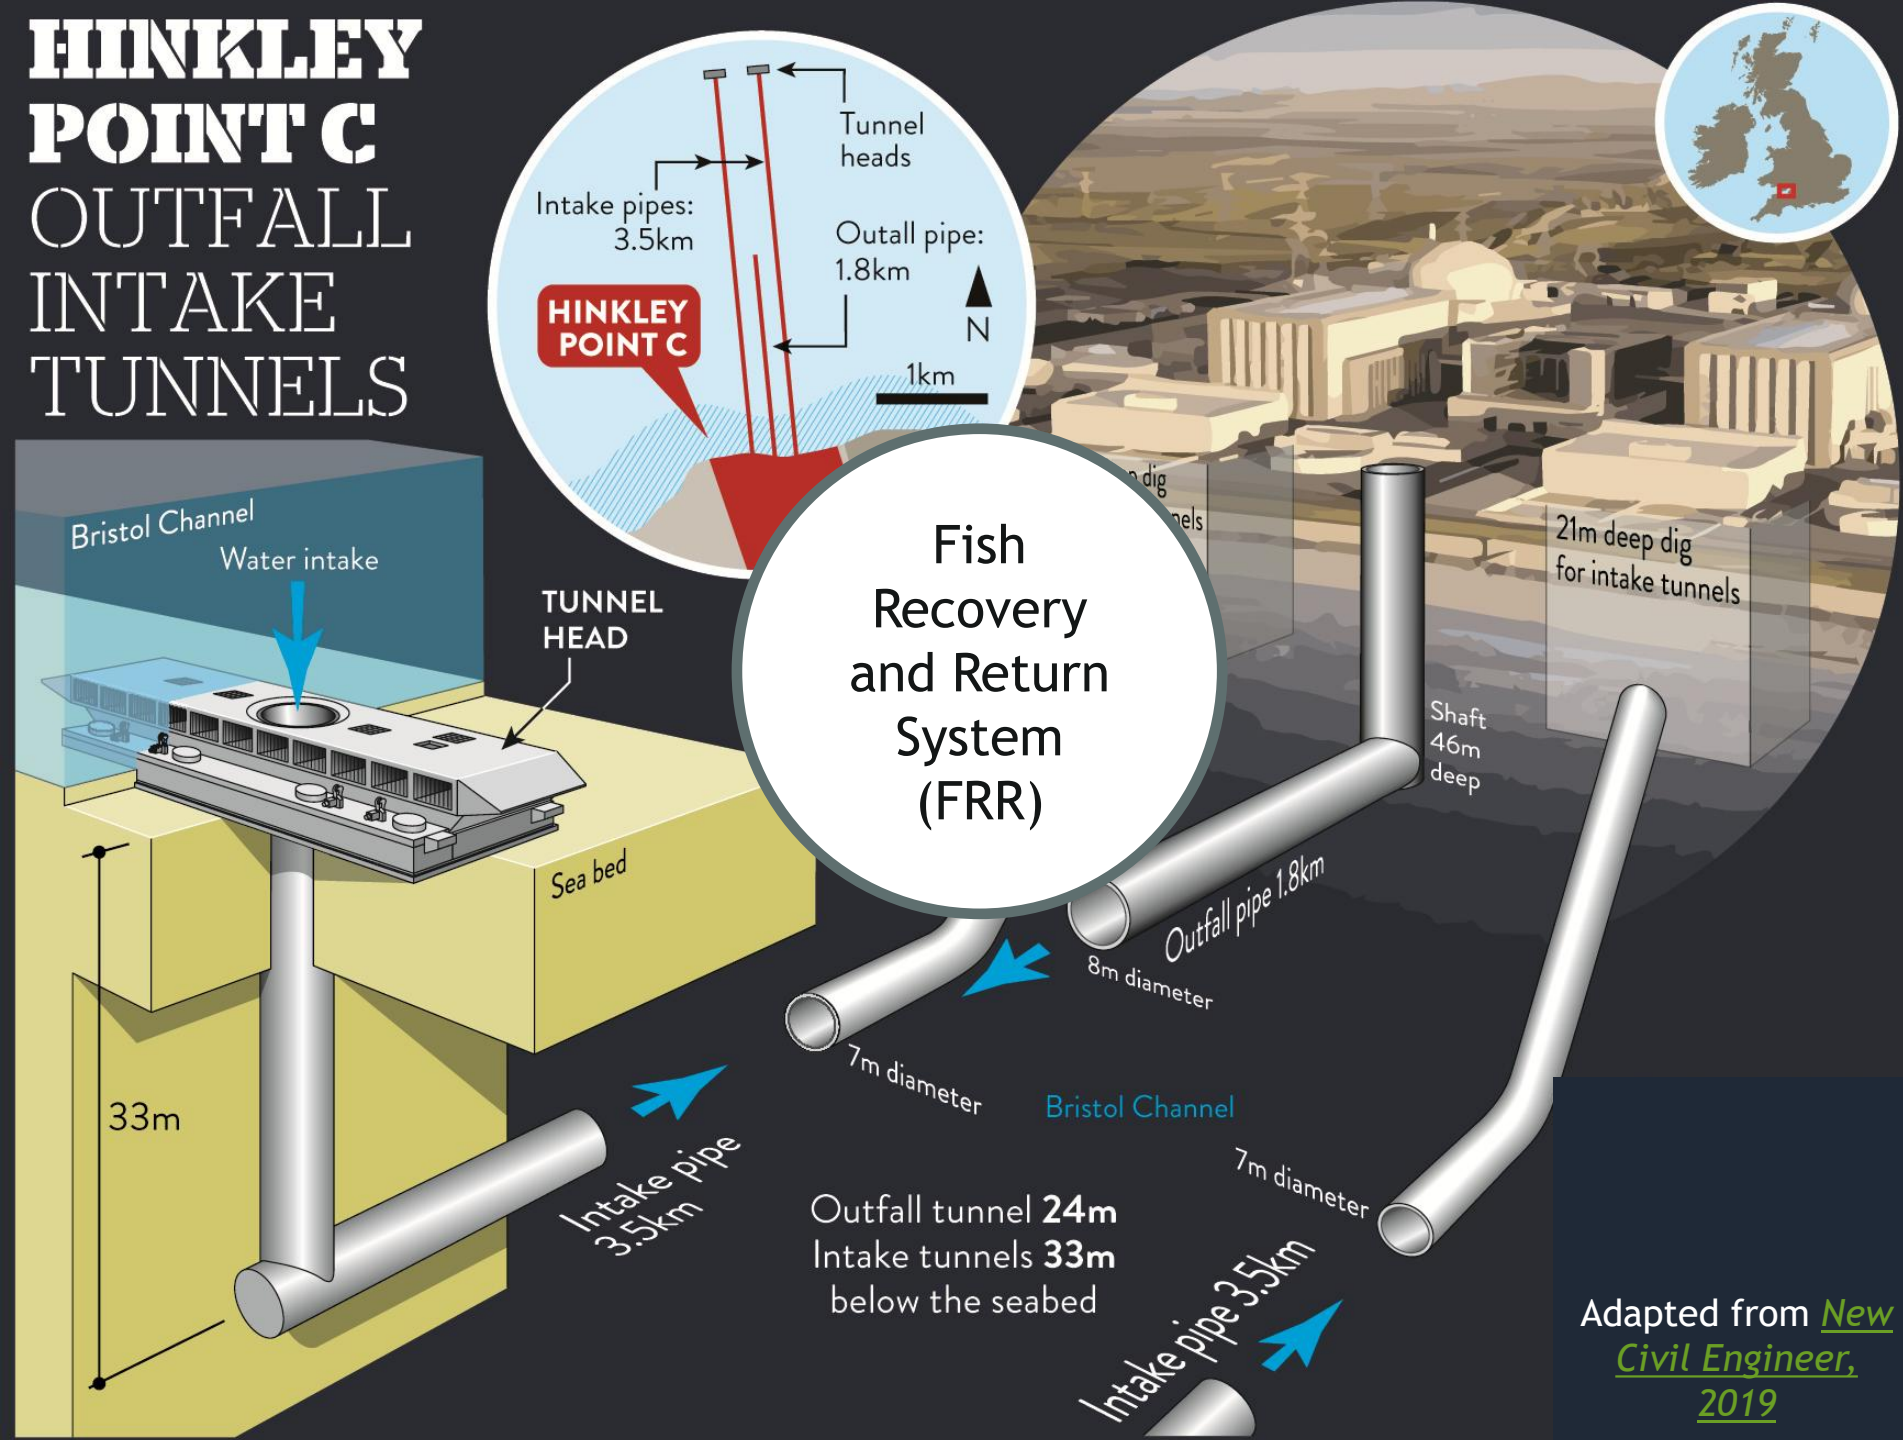 HINKLEY
POINT C
OUTFALL
INTAKE
TUNNELS
Tunnel
heads
Intake pipes:
3.5km
Outall pipe:
1.8km
N
HINKLEY
POINT C
1km
Bristol Channel
Water intake
TUNNEL
HEAD
Sea bed
33m
Fish
Recovery
and Return
System
(FRR)
dig
21m deep dig
for intake tunnels
Shaft
46m
deep
Outfall pipe 1.8km
8m diameter
7m diameter
Bristol Channel
Intake pipe
3.5km
7m diameter
Outfall tunnel 24m
Intake tunnels 33m
below the seabed
Intake pipe 3.5km
Adapted from New
Civil Engineer,
2019